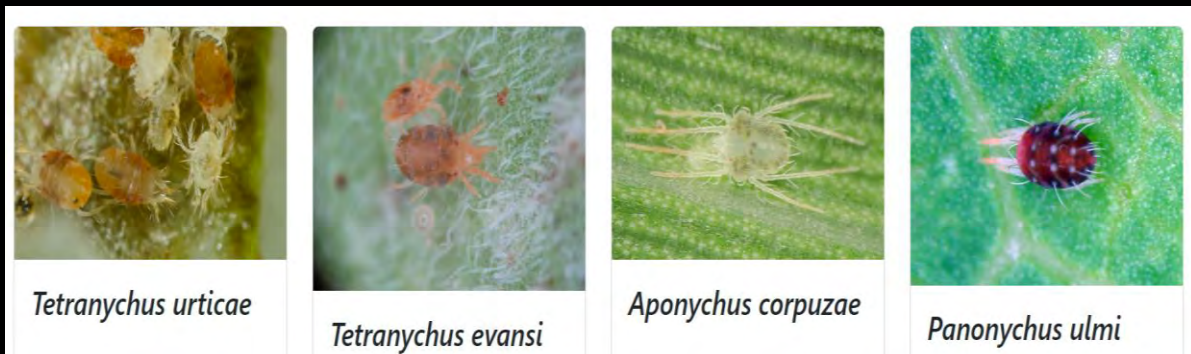 Tetranychus urticae
Tetranychus evansi
Aponychus corpuzae
Panonychus ulmi